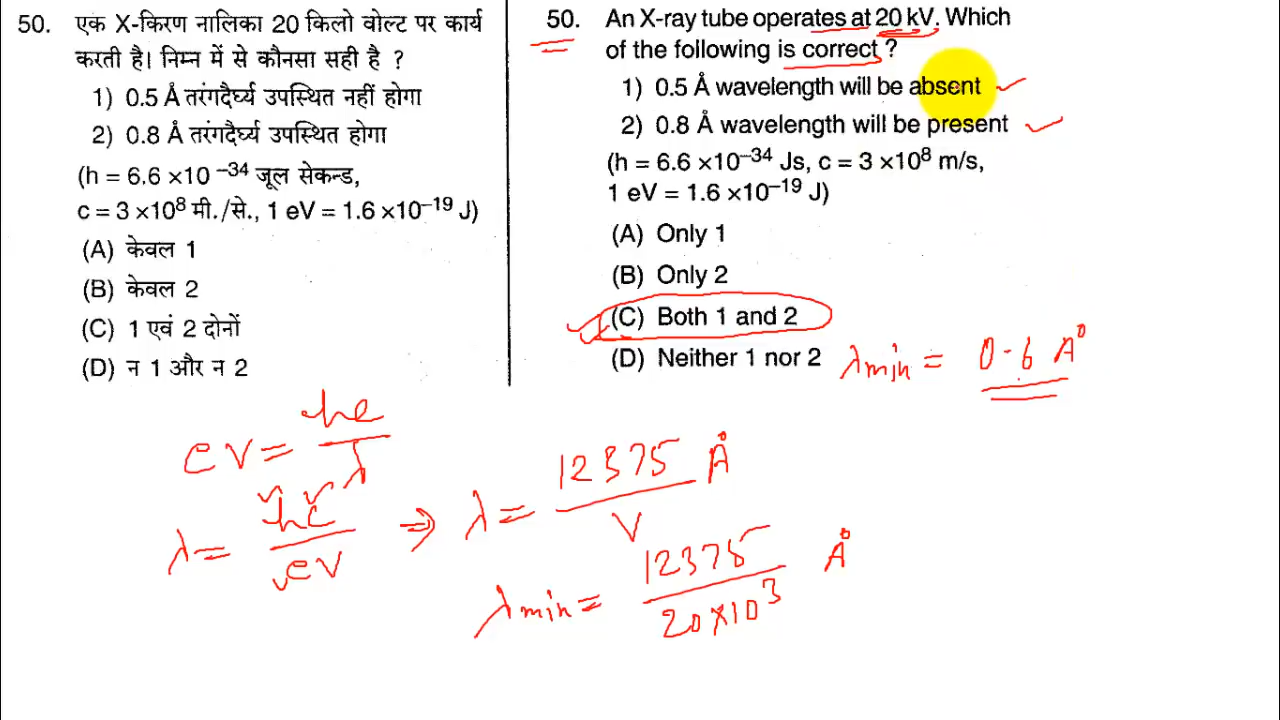 50. एक X-किरण नालिका 20 किलो वोल्ट पर कार्य
करती है। निम्न में से कौनसा सही है ?
1) 0.5 Å तरंगदैर्घ्य उपस्थित नहीं होगा
2) 0.8 Å तरंगदैर्घ्य उपस्थित होगा
(h = 6.6 ×10 ⁻³⁴ जूल सेकन्ड,
c = 3 ×10⁸ मी./से., 1 eV = 1.6 ×10⁻¹⁹ J)
(A) केवल 1
(B) केवल 2
(C) 1 एवं 2 दोनों
(D) न 1 और न 2
50. An X-ray tube operates at 20 kV. Which
of the following is correct ?
1) 0.5 Å wavelength will be absent
2) 0.8 Å wavelength will be present
(h = 6.6 ×10⁻³⁴ Js, c = 3 ×10⁸ m/s,
1 eV = 1.6 ×10⁻¹⁹ J)
(A) Only 1
(B) Only 2
(C) Both 1 and 2
(D) Neither 1 nor 2
λmin = 0.6 A°
eV = hc/λ
λ = hc/eV ⇒ λ = 12375/V Å
λmin = 12375/20×10³ Å